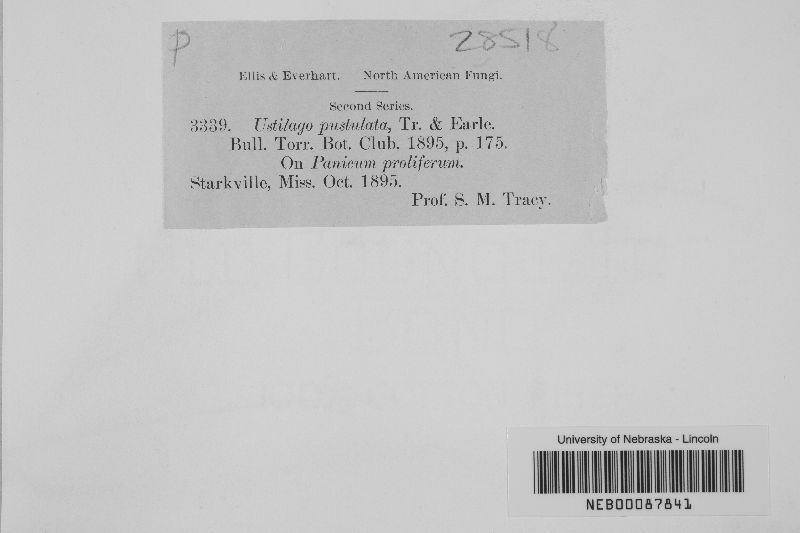 p 28518
Ellis & Everhart. North American Fungi.
Second Series.
3339. Ustilago pustulata, Tr. & Earle.
Bull. Torr. Bot. Club. 1895, p. 175.
On Panicum proliferum.
Starkville, Miss. Oct. 1895.
Prof. S. M. Tracy.
University of Nebraska - Lincoln
NEB00087841